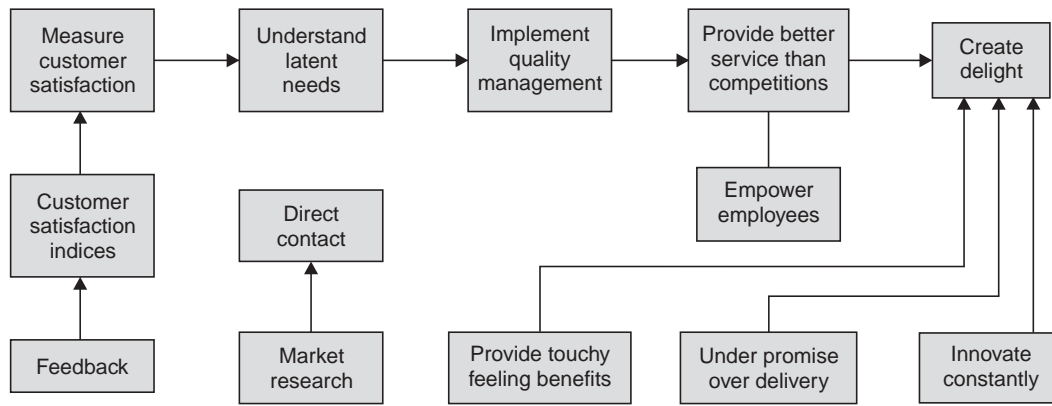 Measure
customer
satisfaction
Understand
latent
needs
Implement
quality
management
Provide better
service than
competitions
Create
delight
Customer
satisfaction
indices
Direct
contact
Empower
employees
Feedback
Market
research
Provide touchy
feeling benefits
Under promise
over delivery
Innovate
constantly